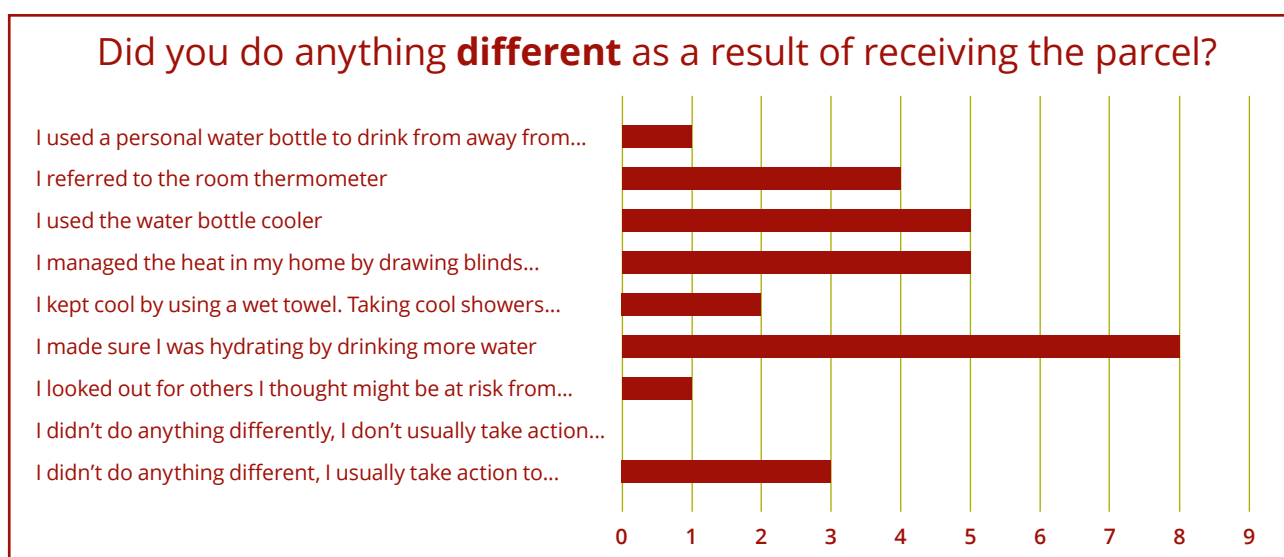 Did you do anything different as a result of receiving the parcel?
I used a personal water bottle to drink from away from...
I referred to the room thermometer
I used the water bottle cooler
I managed the heat in my home by drawing blinds...
I kept cool by using a wet towel. Taking cool showers...
I made sure I was hydrating by drinking more water
I looked out for others I thought might be at risk from...
I didn’t do anything differently, I don’t usually take action...
I didn’t do anything different, I usually take action to...
0 1 2 3 4 5 6 7 8 9